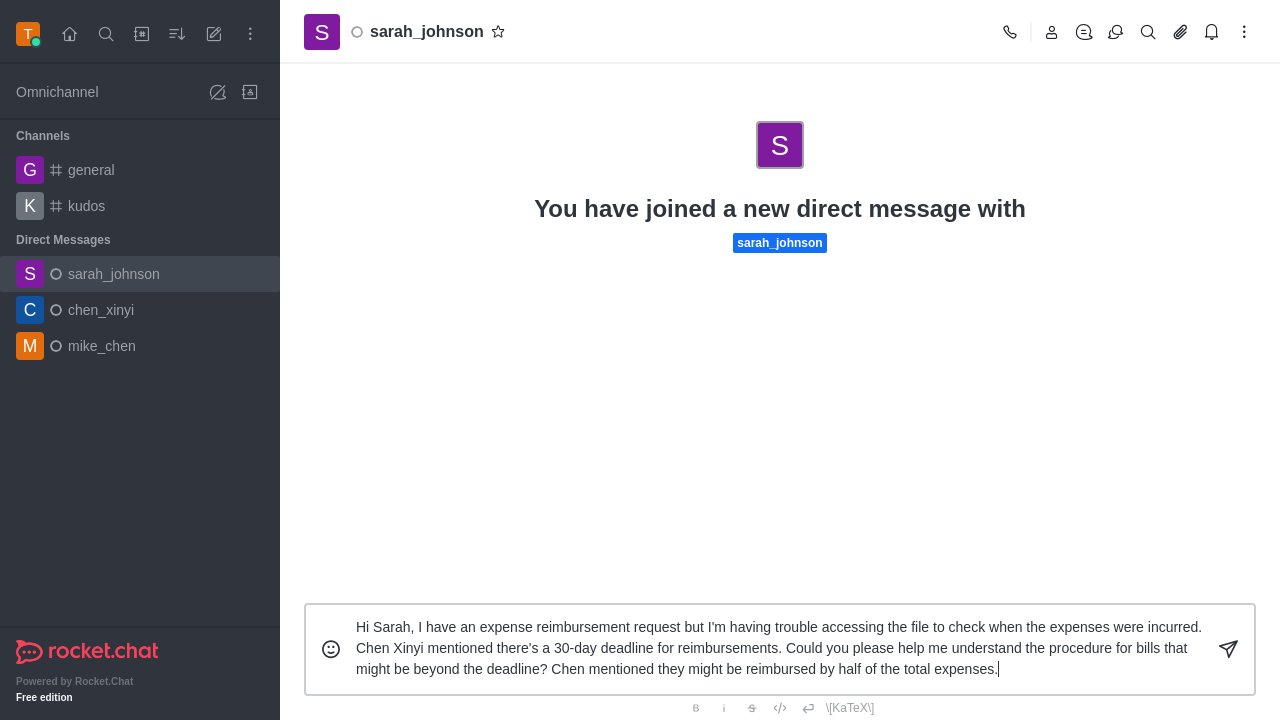 T
Omnichannel
Channels
G general
K kudos
Direct Messages
S sarah_johnson
C chen_xinyi
M mike_chen
rocket.chat
Powered by Rocket.Chat
Free edition
S sarah_johnson
S
You have joined a new direct message with
sarah_johnson
Hi Sarah, I have an expense reimbursement request but I'm having trouble accessing the file to check when the expenses were incurred.
Chen Xinyi mentioned there's a 30-day deadline for reimbursements. Could you please help me understand the procedure for bills that
might be beyond the deadline? Chen mentioned they might be reimbursed by half of the total expenses.
B i S \[KaTeX\]